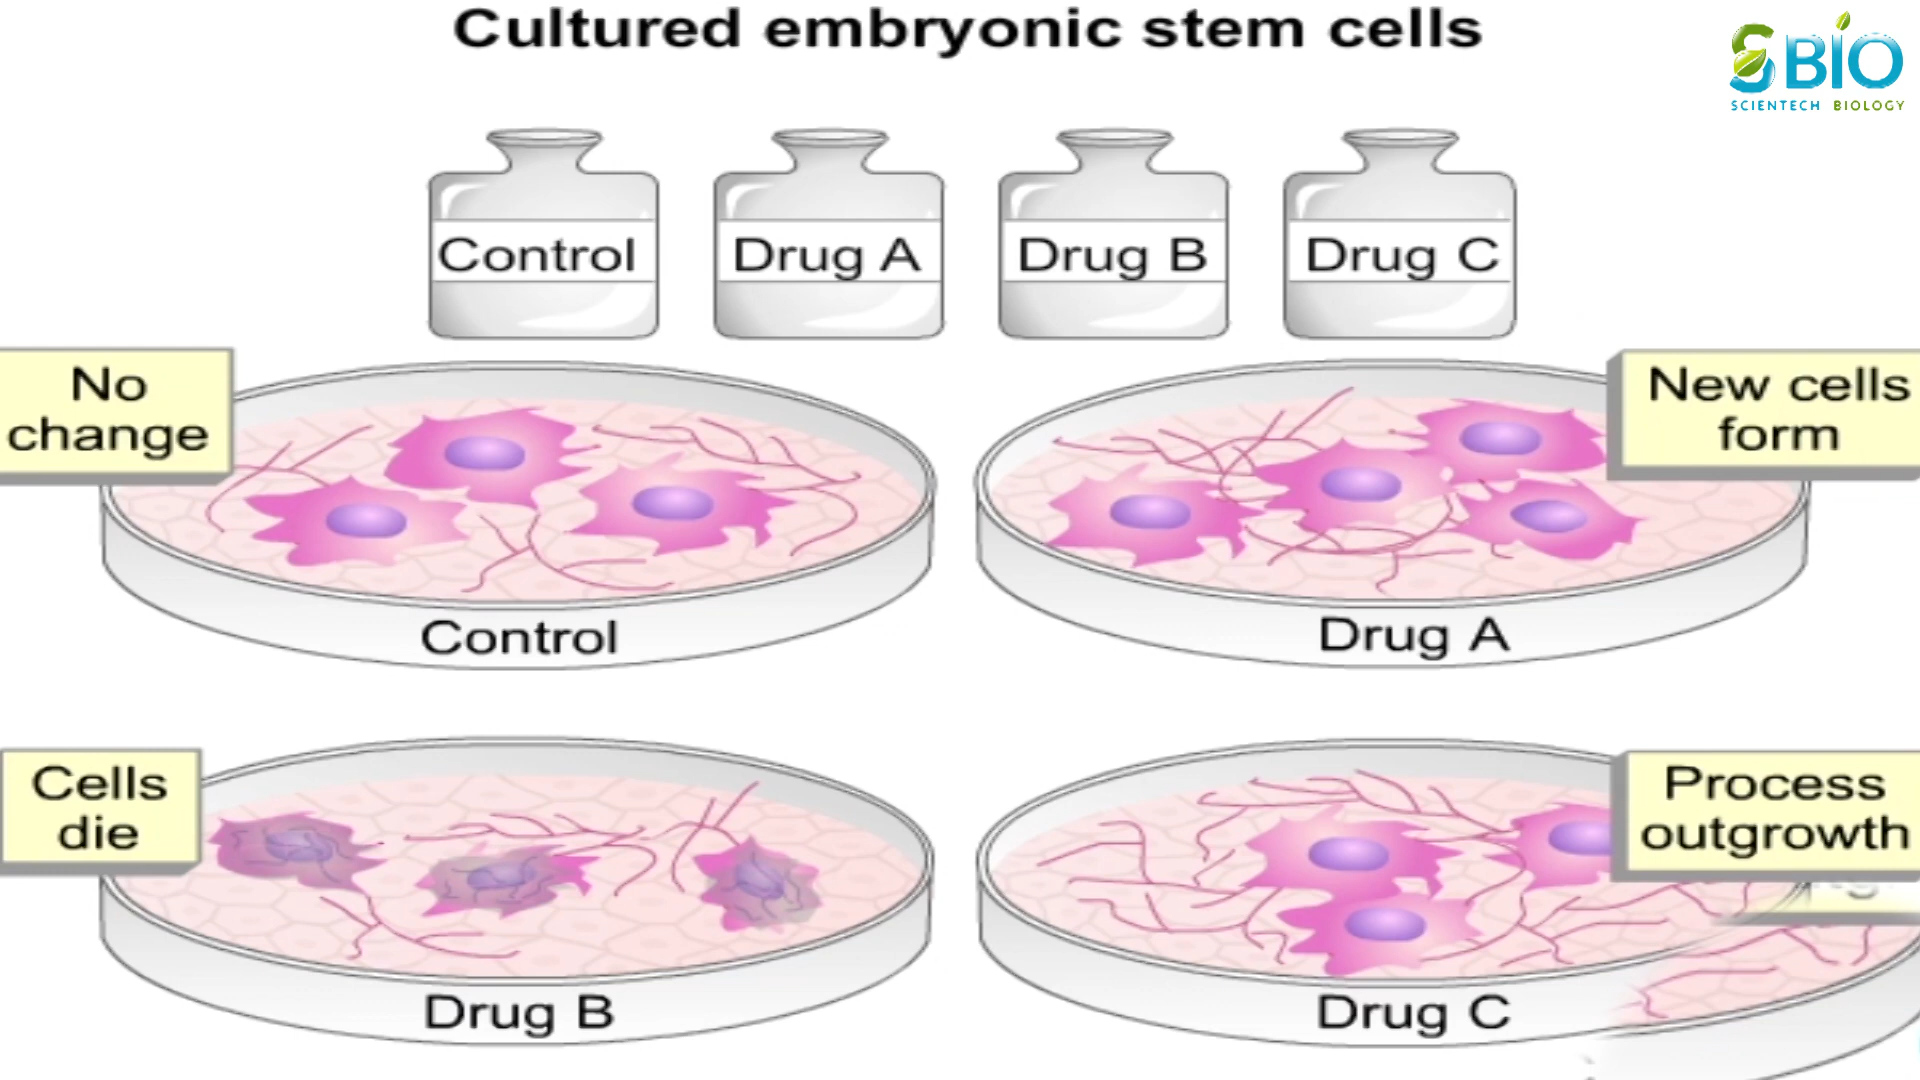 Cultured embryonic stem cells
SBIO
SCIENTECH BIOLOGY
Control
Drug A
Drug B
Drug C
No
change
New cells
form
Control
Drug A
Cells
die
Process
outgrowth
Drug B
Drug C